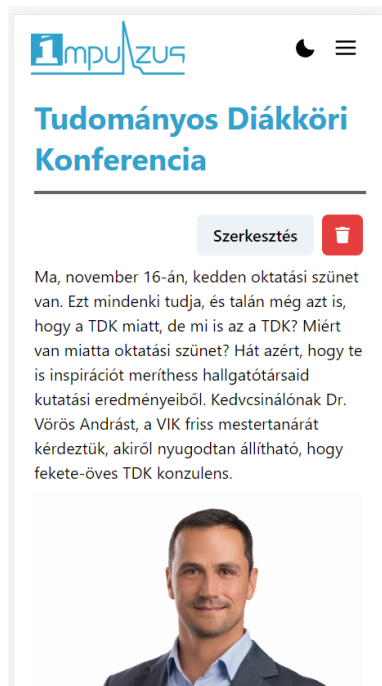 impulzus
Tudományos Diákköri
Konferencia
Szerkesztés
Ma, november 16-án, kedden oktatási szünet
van. Ezt mindenki tudja, és talán még azt is,
hogy a TDK miatt, de mi is az a TDK? Miért
van miatta oktatási szünet? Hát azért, hogy te
is inspirációt meríthess hallgatótársaid
kutatási eredményeiből. Kedvcsinálónak Dr.
Vörös Andrást, a VIK friss mestertanárát
kérdeztük, akiről nyugodtan állítható, hogy
fekete-öves TDK konzulens.